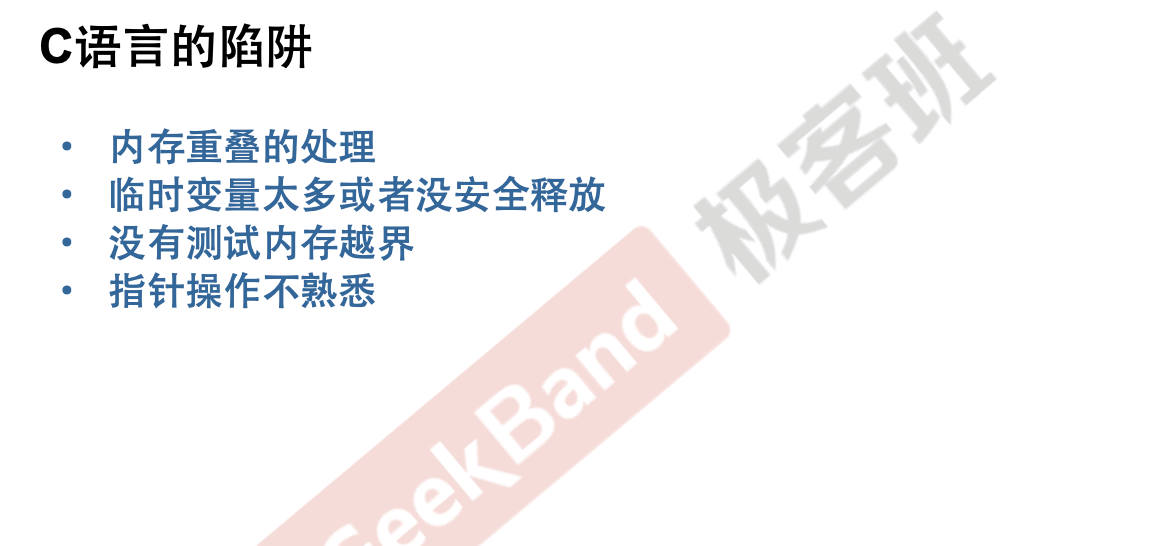 C语言的陷阱
• 内存重叠的处理
• 临时变量太多或者没安全释放
• 没有测试内存越界
• 指针操作不熟悉
极客班
GeekBand